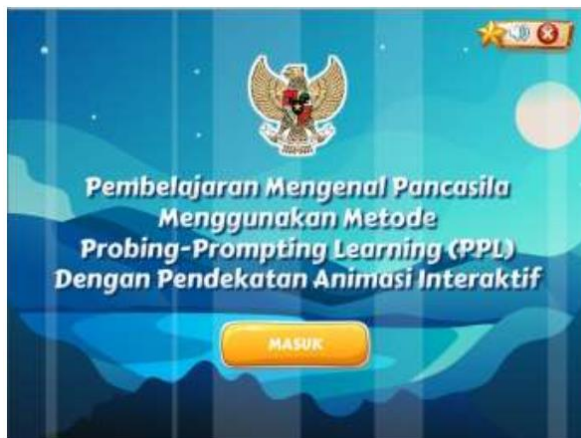 Pembelajaran Mengenal Pancasila
Menggunakan Metode
Probing-Prompting Learning (PPL)
Dengan Pendekatan Animasi Interaktif
MASUK